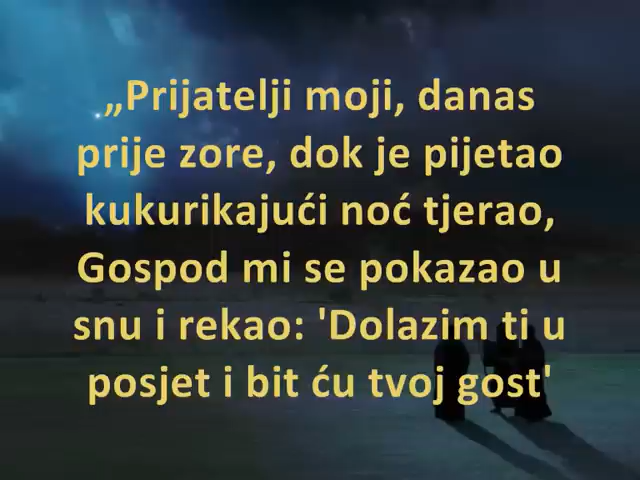 „Prijatelji moji, danas
prije zore, dok je pijetao
kukurikajući noć tjerao,
Gospod mi se pokazao u
snu i rekao: 'Dolazim ti u
posjet i bit ću tvoj gost'